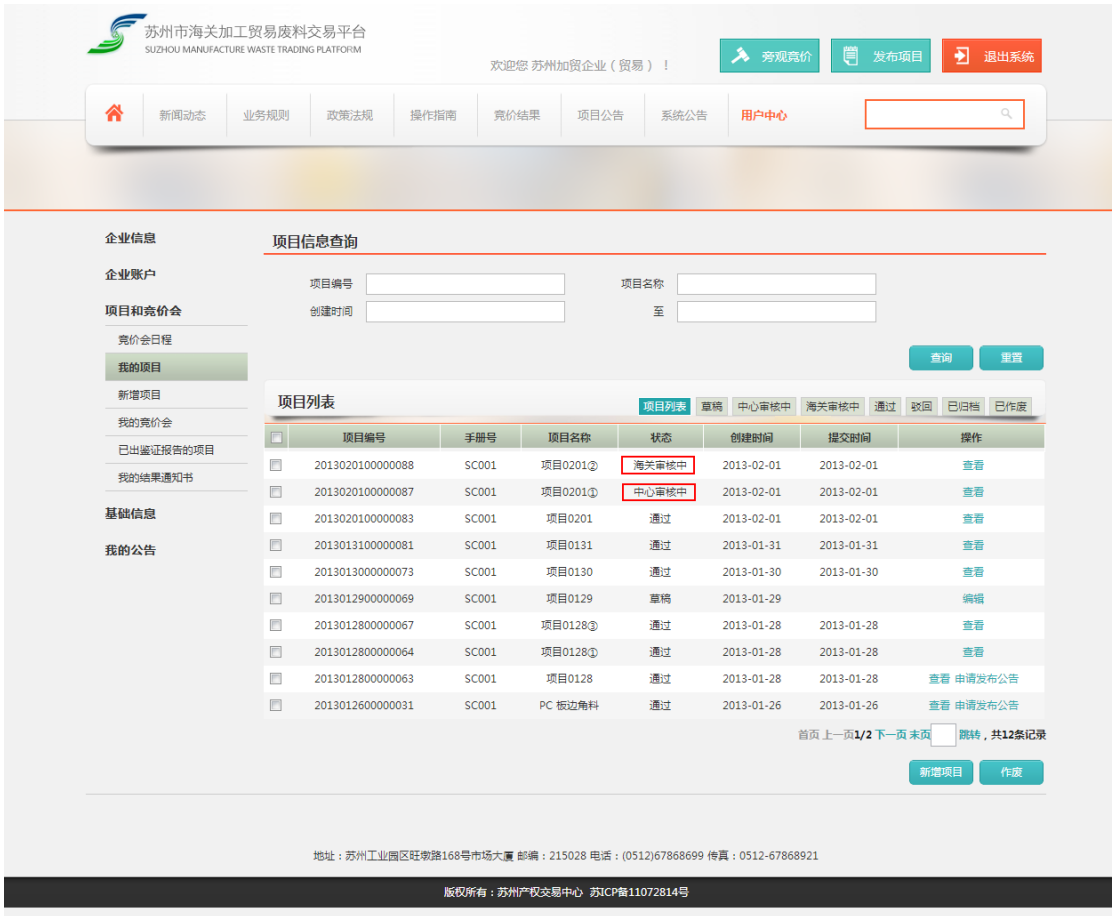 苏州市海关加工贸易废料交易平台
SUZHOU MANUFACTURE WASTE TRADING PLATFORM
欢迎您 苏州加贸企业（贸易）！
旁观竞价 发布项目 退出系统
新闻动态 业务规则 政策法规 操作指南 竞价结果 项目公告 系统公告 用户中心
企业信息
企业账户
项目和竞价会
竞价会日程
我的项目
新增项目
我的竞价会
已出鉴证报告的项目
我的结果通知书
基础信息
我的公告
项目信息查询
项目编号 项目名称
创建时间 至
查询 重置
项目列表 项目列表 草稿 中心审核中 海关审核中 通过 驳回 已归档 已作废
项目编号 手册号 项目名称 状态 创建时间 提交时间 操作
2013020100000088 SC001 项目0201② 海关审核中 2013-02-01 2013-02-01 查看
2013020100000087 SC001 项目0201① 中心审核中 2013-02-01 2013-02-01 查看
2013020100000083 SC001 项目0201 通过 2013-02-01 2013-02-01 查看
2013013100000081 SC001 项目0131 通过 2013-01-31 2013-01-31 查看
2013013000000073 SC001 项目0130 通过 2013-01-30 2013-01-30 查看
2013012900000069 SC001 项目0129 草稿 2013-01-29 编辑
2013012800000067 SC001 项目0128③ 通过 2013-01-28 2013-01-28 查看
2013012800000064 SC001 项目0128① 通过 2013-01-28 2013-01-28 查看
2013012800000063 SC001 项目0128 通过 2013-01-28 2013-01-28 查看 申请发布公告
2013012600000031 SC001 PC 板边角料 通过 2013-01-26 2013-01-26 查看 申请发布公告
首页 上一页1/2 下一页 末页 跳转，共12条记录
新增项目 作废
地址：苏州工业园区旺墩路168号市场大厦 邮编：215028 电话：(0512)67868699 传真：0512-67868921
版权所有：苏州产权交易中心 苏ICP备11072814号